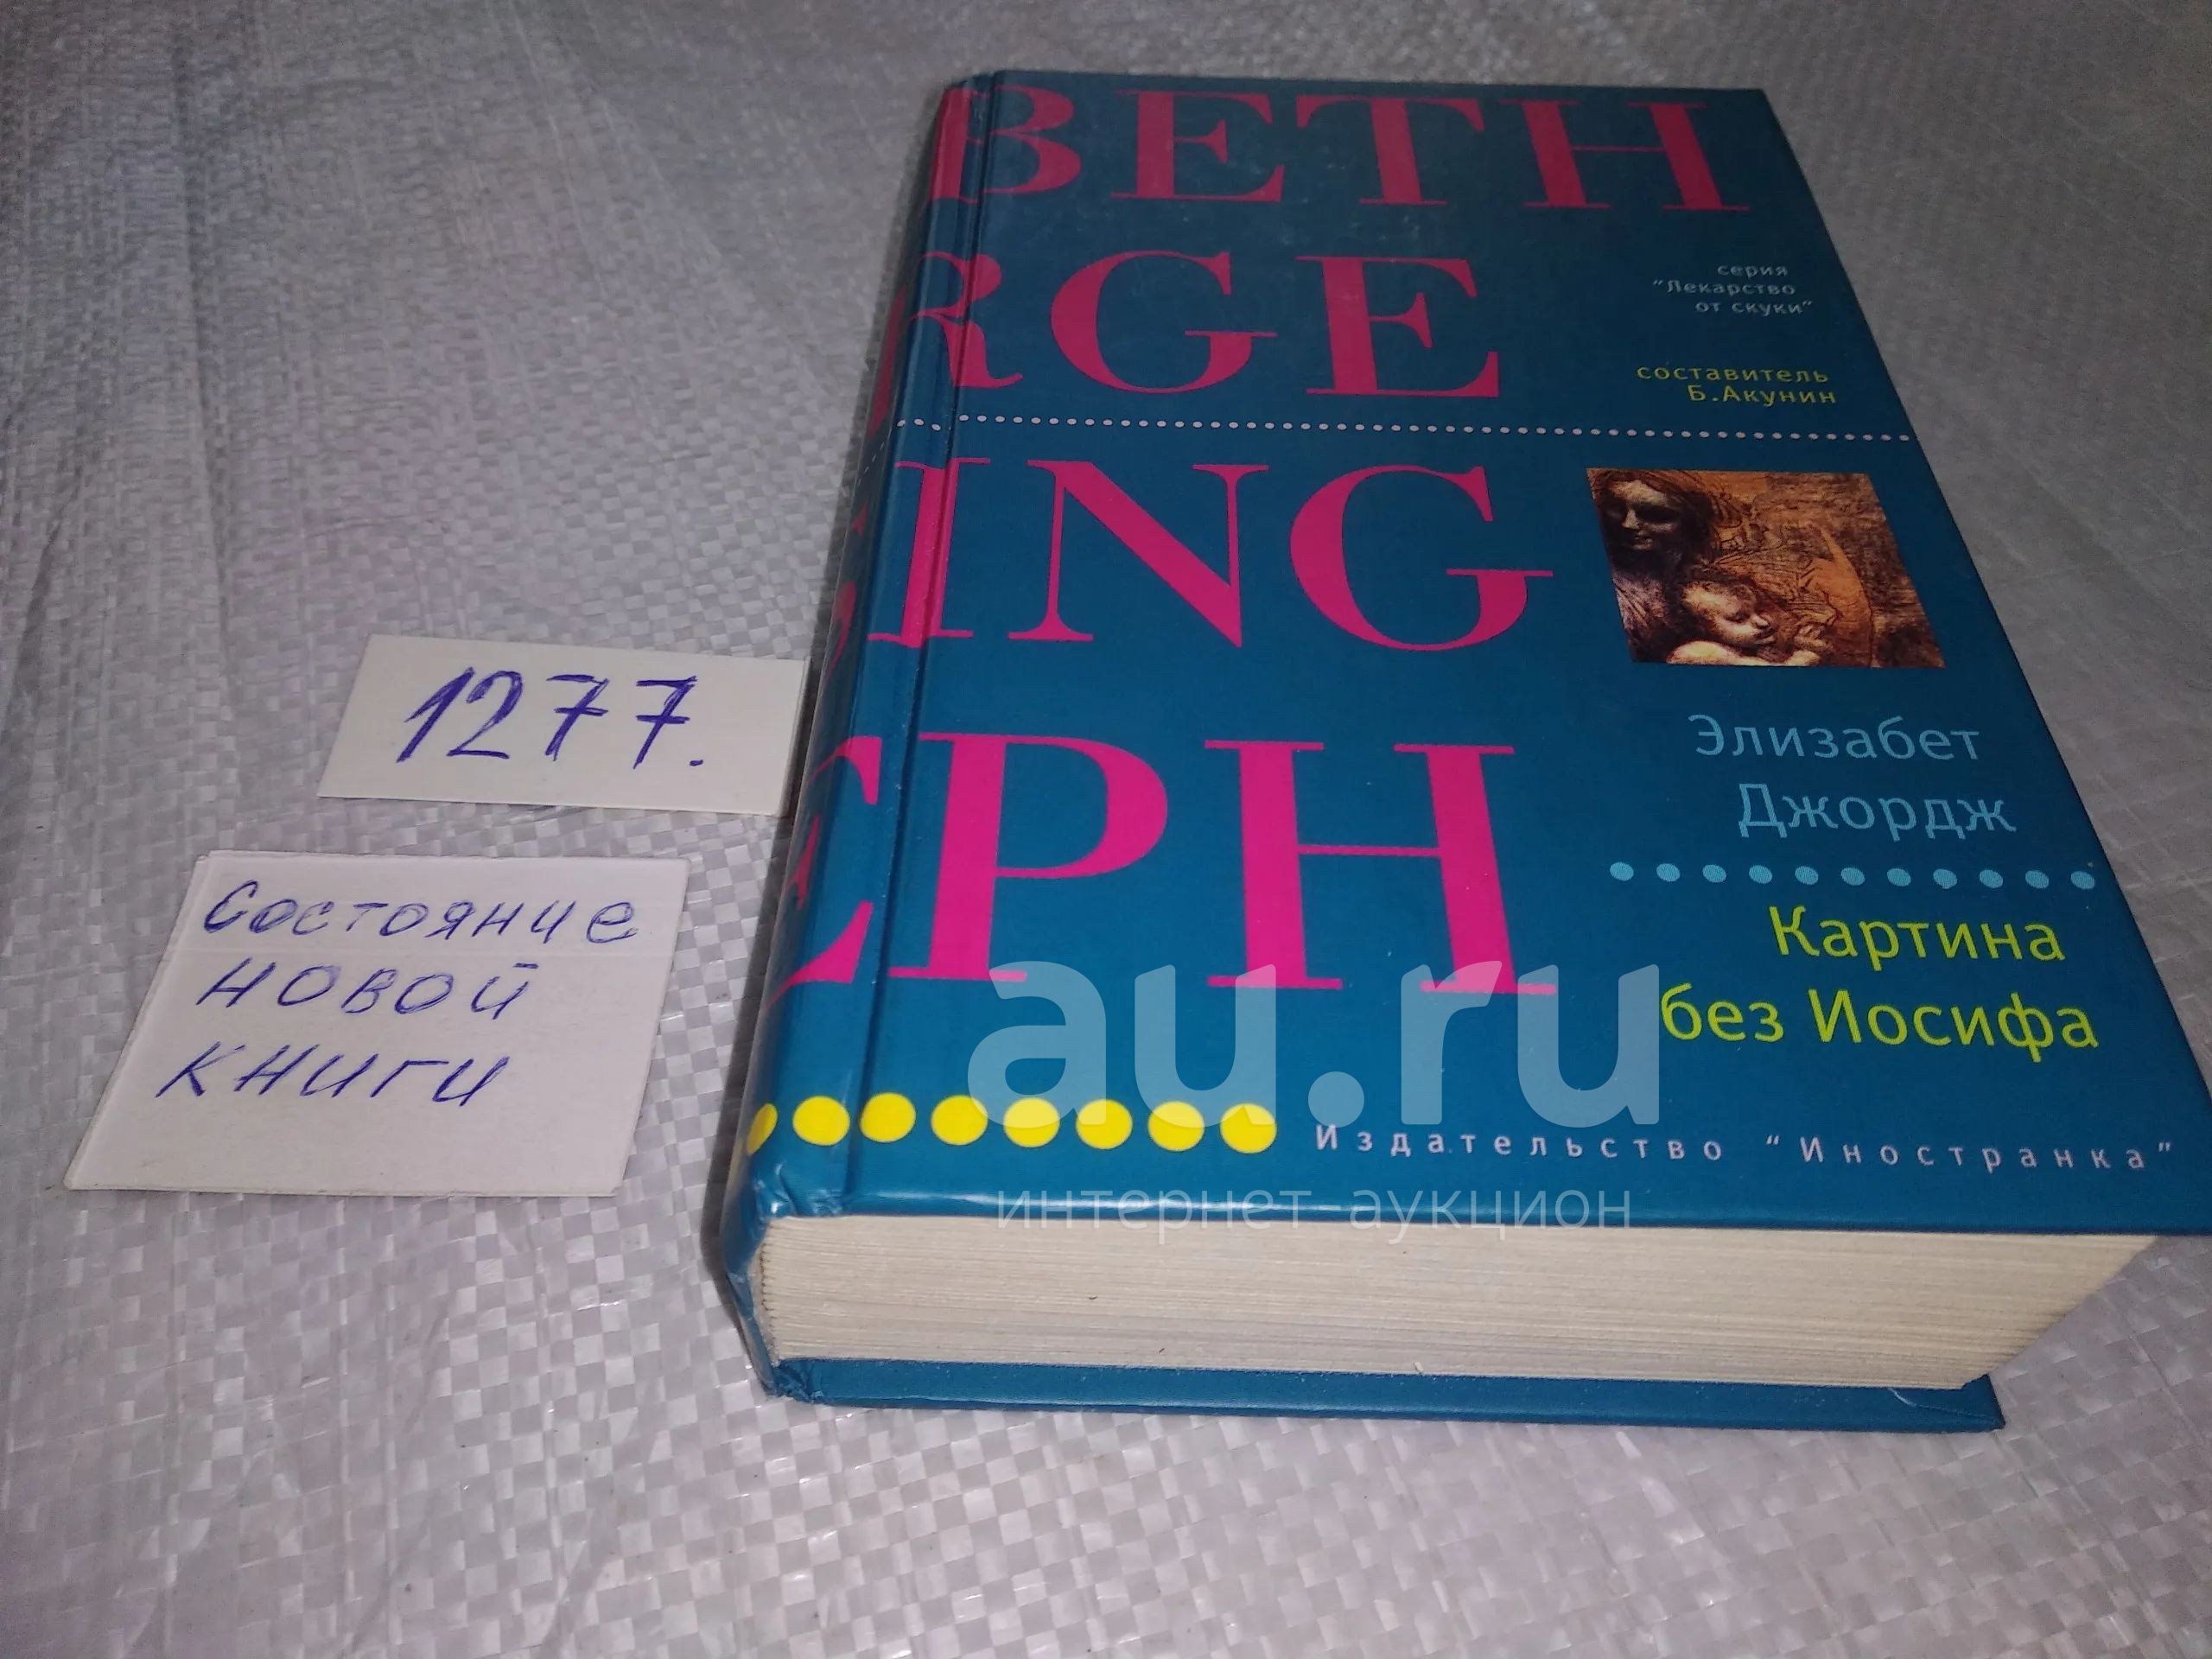 BETH
RGE
серия
"Лекарство
от скуки"
составитель
Б.Акунин
ING
EPH
Элизабет
Джордж
Картина
без Иосифа
Издательство "Иностранка"
1277.
Состояние
новой
книги
au.ru
интернет-аукцион